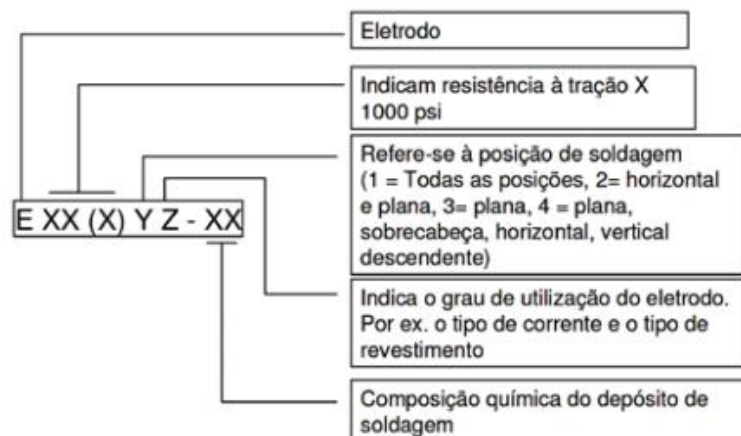 Eletrodo
Indicam resistência à tração X
1000 psi
Refere-se à posição de soldagem
(1 = Todas as posições, 2= horizontal
e plana, 3= plana, 4 = plana,
sobrecabeça, horizontal, vertical
descendente)
E XX (X) Y Z - XX
Indica o grau de utilização do eletrodo.
Por ex. o tipo de corrente e o tipo de
revestimento
Composição química do depósito de
soldagem